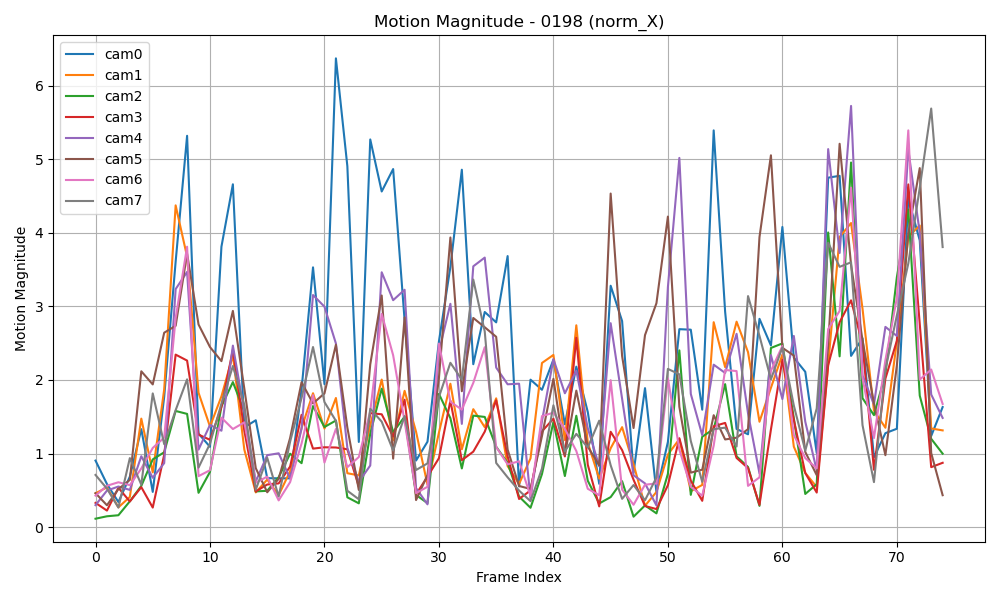 Motion Magnitude - 0198 (norm_X)
cam0
cam1
cam2
cam3
cam4
cam5
cam6
cam7
Motion Magnitude
6
5
4
3
2
1
0
0 10 20 30 40 50 60 70
Frame Index